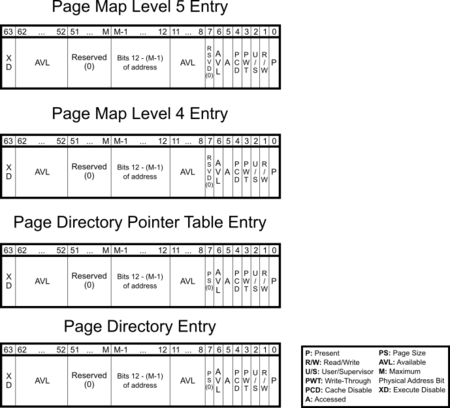 Page Map Level 5 Entry
63 62 ... 52 51 ... M M-1 ... 12 11 ... 8 7 6 5 4 3 2 1 0
XD AVL Reserved (0) Bits 12 - (M-1) of address AVL RSVD (0) AVL A PCD PWT U/S R/W P
Page Map Level 4 Entry
63 62 ... 52 51 ... M M-1 ... 12 11 ... 8 7 6 5 4 3 2 1 0
XD AVL Reserved (0) Bits 12 - (M-1) of address AVL RSVD (0) AVL A PCD PWT U/S R/W P
Page Directory Pointer Table Entry
63 62 ... 52 51 ... M M-1 ... 12 11 ... 8 7 6 5 4 3 2 1 0
XD AVL Reserved (0) Bits 12 - (M-1) of address AVL PS (0) AVL A PCD PWT U/S R/W P
Page Directory Entry
63 62 ... 52 51 ... M M-1 ... 12 11 ... 8 7 6 5 4 3 2 1 0
XD AVL Reserved (0) Bits 12 - (M-1) of address AVL PS (0) AVL A PCD PWT U/S R/W P
P: Present PS: Page Size
R/W: Read/Write AVL: Available
U/S: User/Supervisor M: Maximum
PWT: Write-Through Physical Address Bit
PCD: Cache Disable XD: Execute Disable
A: Accessed